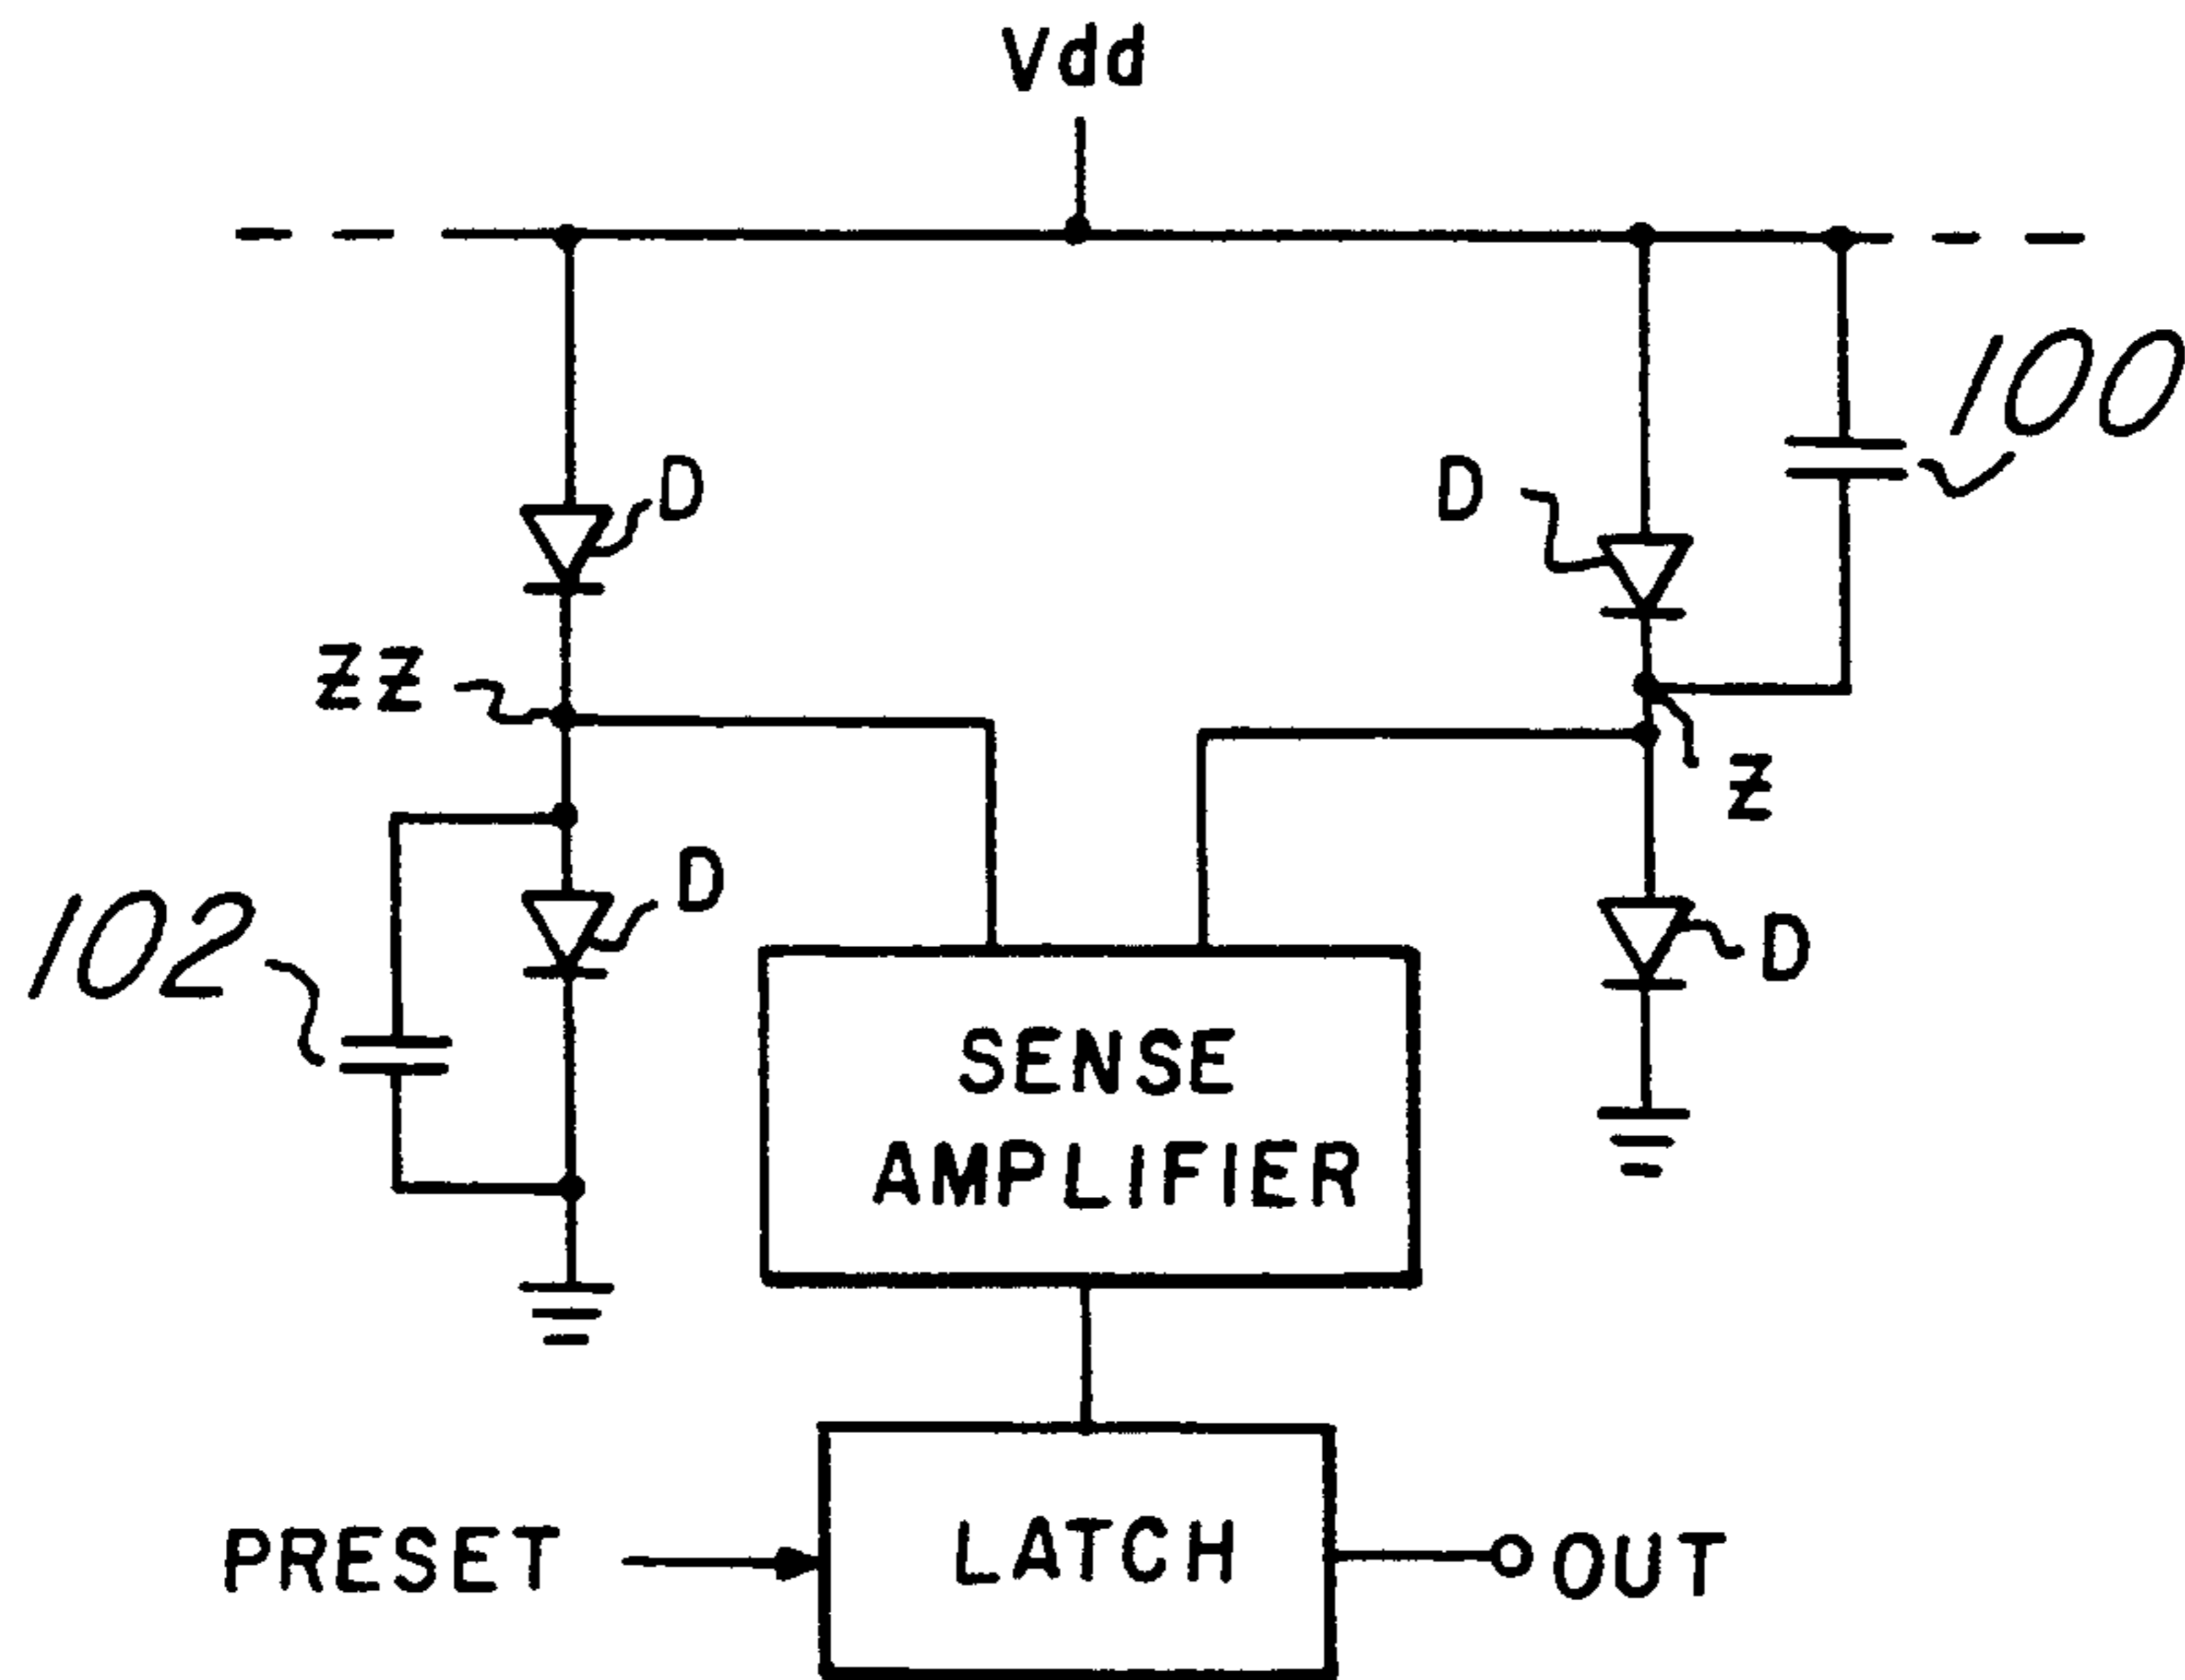 Vdd
100
D
D
ZZ
Z
D
102
D
SENSE
AMPLIFIER
PRESET
LATCH
OUT